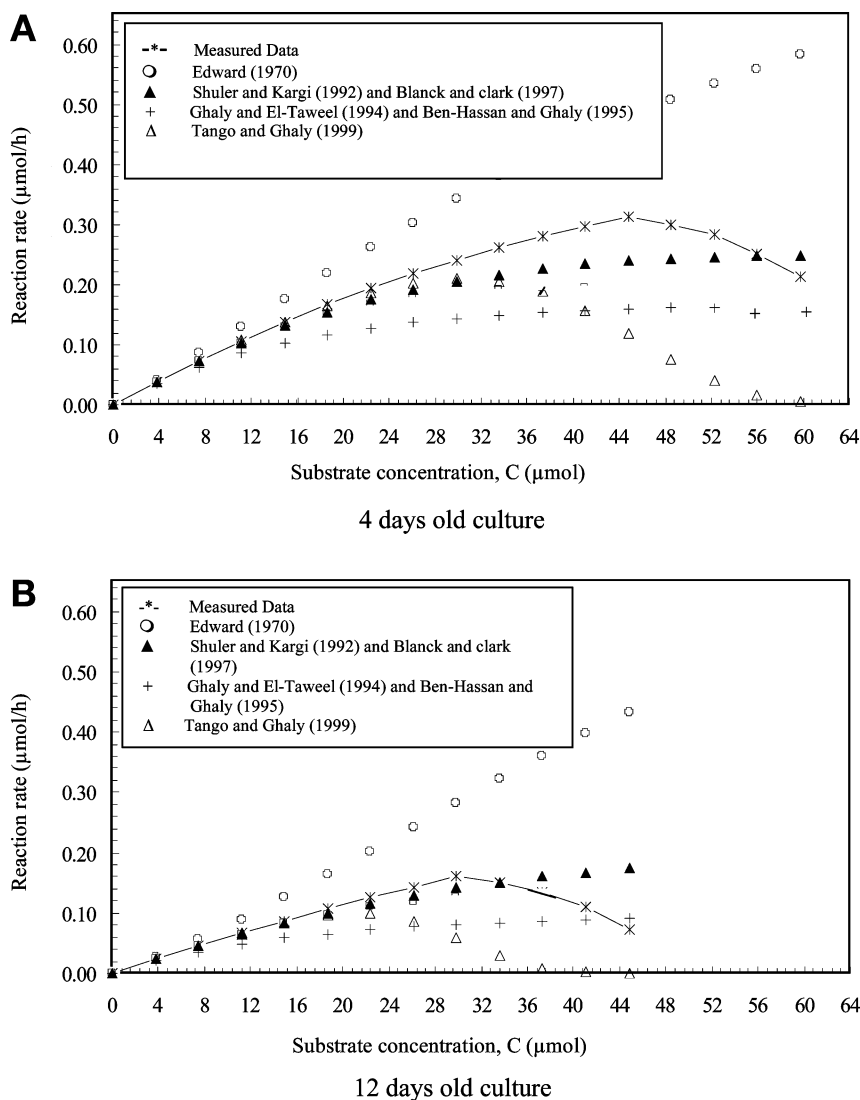 A
0.60
0.50
0.40
0.30
0.20
0.10
0.00
Reaction rate (µmol/h)
-*- Measured Data
Edward (1970)
Shuler and Kargi (1992) and Blanck and clark (1997)
Ghaly and El-Taweel (1994) and Ben-Hassan and Ghaly (1995)
Tango and Ghaly (1999)
0 4 8 12 16 20 24 28 32 36 40 44 48 52 56 60 64
Substrate concentration, C (µmol)
4 days old culture
B
0.60
0.50
0.40
0.30
0.20
0.10
0.00
Reaction rate (µmol/h)
-*- Measured Data
Edward (1970)
Shuler and Kargi (1992) and Blanck and clark
(1997)
Ghaly and El-Taweel (1994) and Ben-Hassan and
Ghaly (1995)
Tango and Ghaly (1999)
0 4 8 12 16 20 24 28 32 36 40 44 48 52 56 60 64
Substrate concentration, C (µmol)
12 days old culture